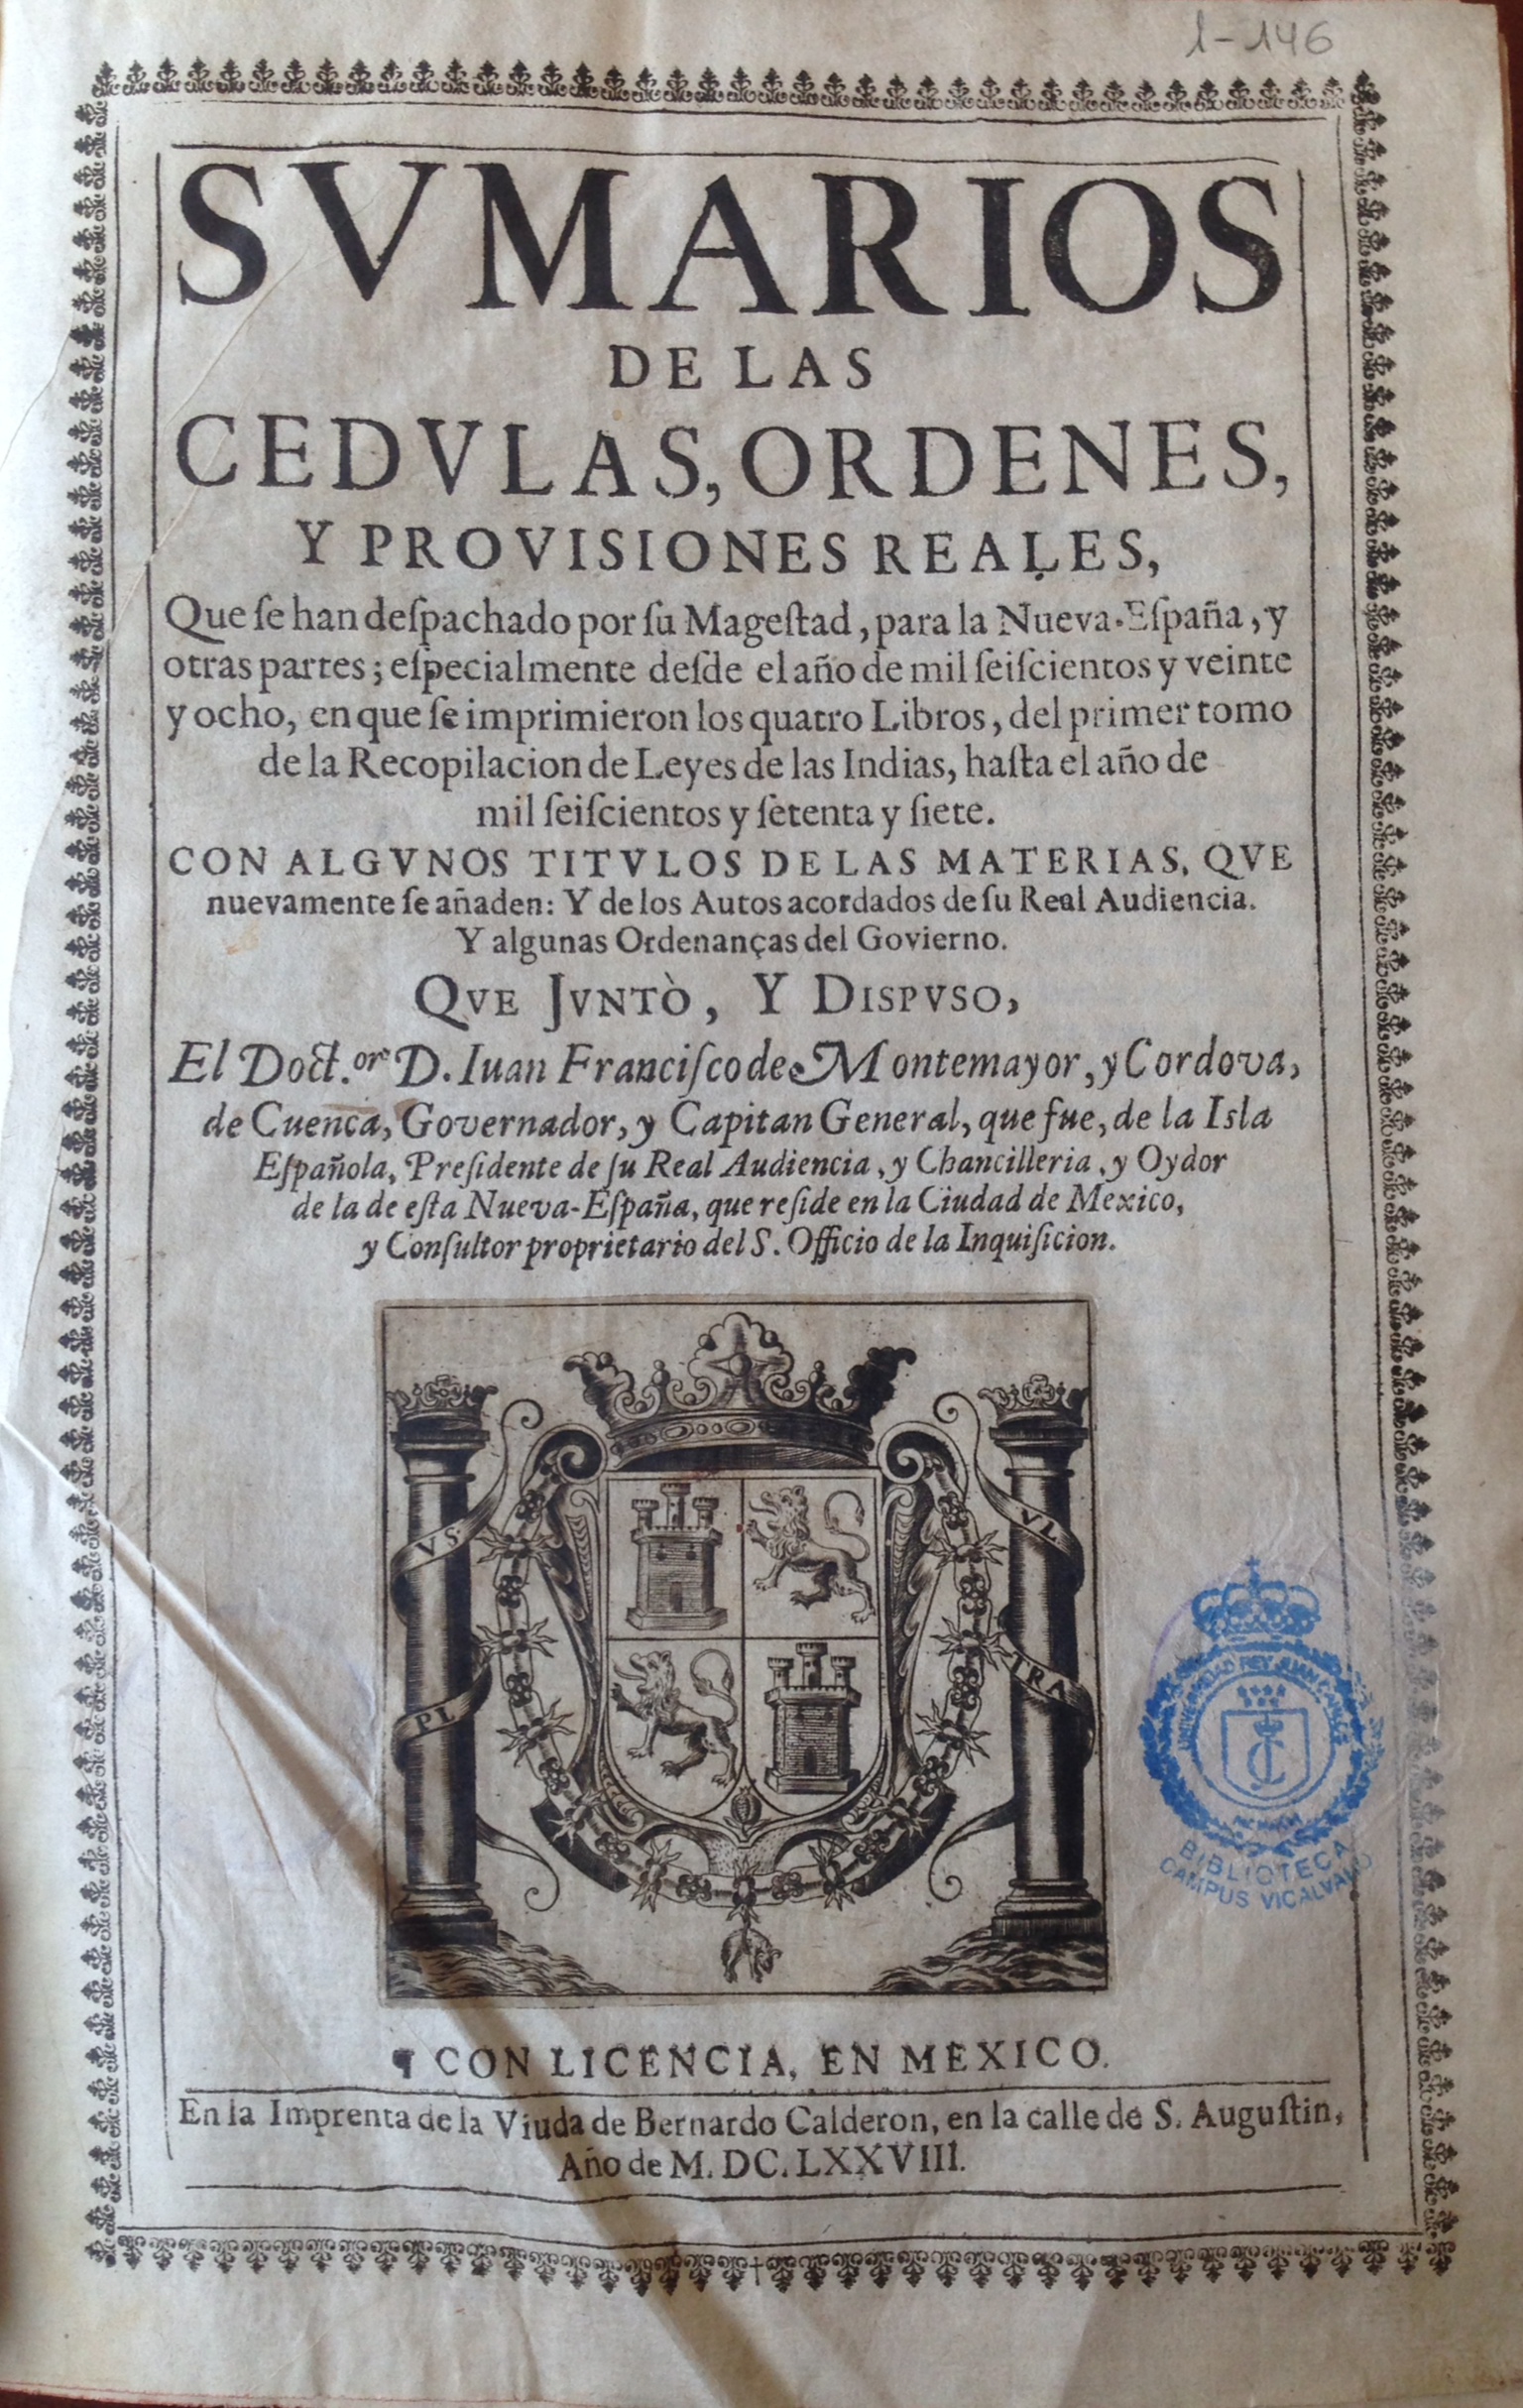 1-146
SVMARIOS
DE LAS
CEDVLAS, ORDENES,
Y PROVISIONES REALES,
Que ſe han deſpachado por ſu Mageſtad, para la Nueva-Eſpaña, y
otras partes; eſpecialmente deſde el año de mil ſeiſcientos y veinte
y ocho, en que ſe imprimieron los quatro Libros, del primer tomo
de la Recopilacion de Leyes de las Indias, haſta el año de
mil ſeiſcientos y ſetenta y ſiete.
CON ALGVNOS TITVLOS DE LAS MATERIAS, QVE
nuevamente ſe añaden: Y de los Autos acordados de ſu Real Audiencia.
Y algunas Ordenanças del Govierno.
QVE JVNTÒ, Y DISPVSO,
El Doct.or D. Iuan Franciſco de Montemayor, y Cordova,
de Cuenca, Governador, y Capitan General, que fue, de la Isla
Eſpañola, Preſidente de ſu Real Audiencia, y Chancilleria, y Oydor
de la de eſta Nueva-Eſpaña, que reſide en la Ciudad de Mexico,
y Conſultor proprietario del S. Officio de la Inquiſicion.
VS
VL
PL
TRA
UNIVERSIDAD REY JUAN CARLOS
BIBLIOTECA
CAMPUS VICALVARO
¶ CON LICENCIA, EN MEXICO.
En la Imprenta de la Viuda de Bernardo Calderon, en la calle de S. Auguſtin,
Año de M. DC. LXXVIII.